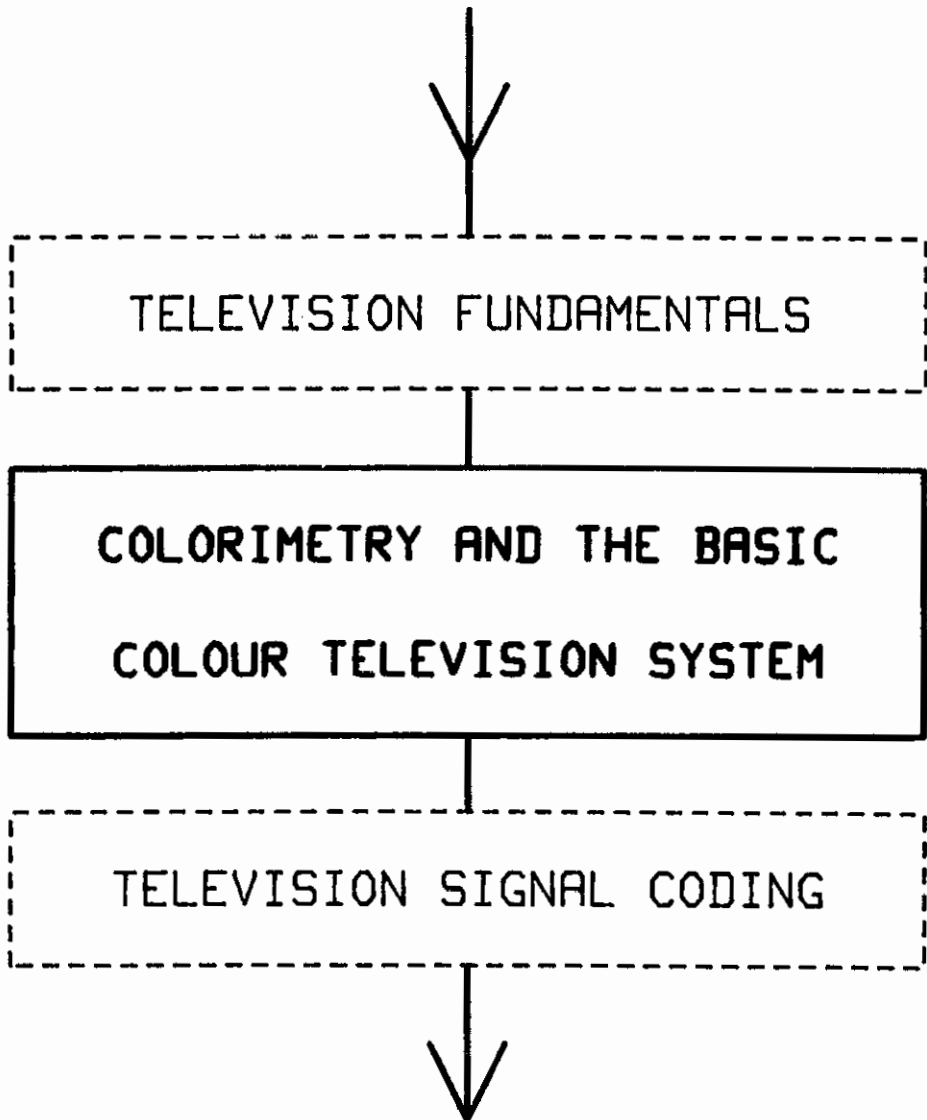 TELEVISION FUNDAMENTALS
COLORIMETRY AND THE BASIC
COLOUR TELEVISION SYSTEM
TELEVISION SIGNAL CODING